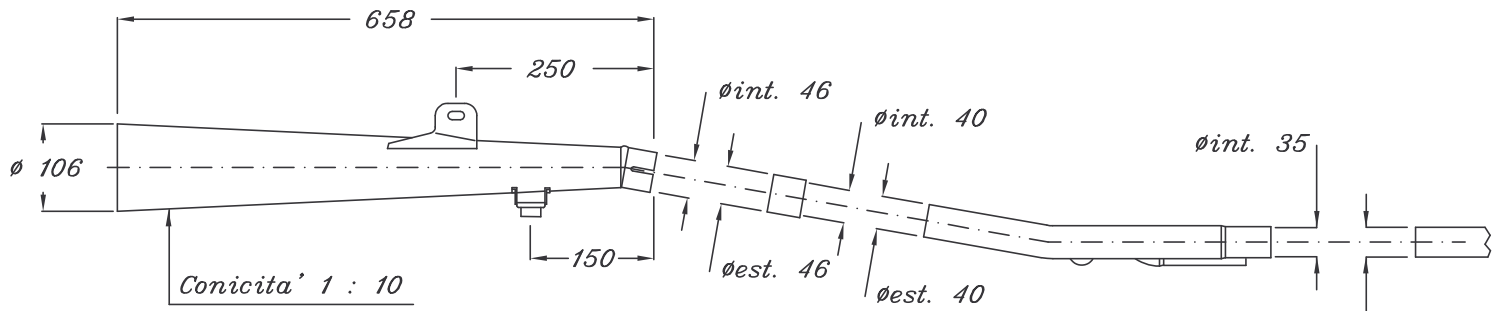 658
250
øint. 46
øint. 40
øint. 35
ø 106
150
øest. 46
Conicita' 1 : 10
øest. 40